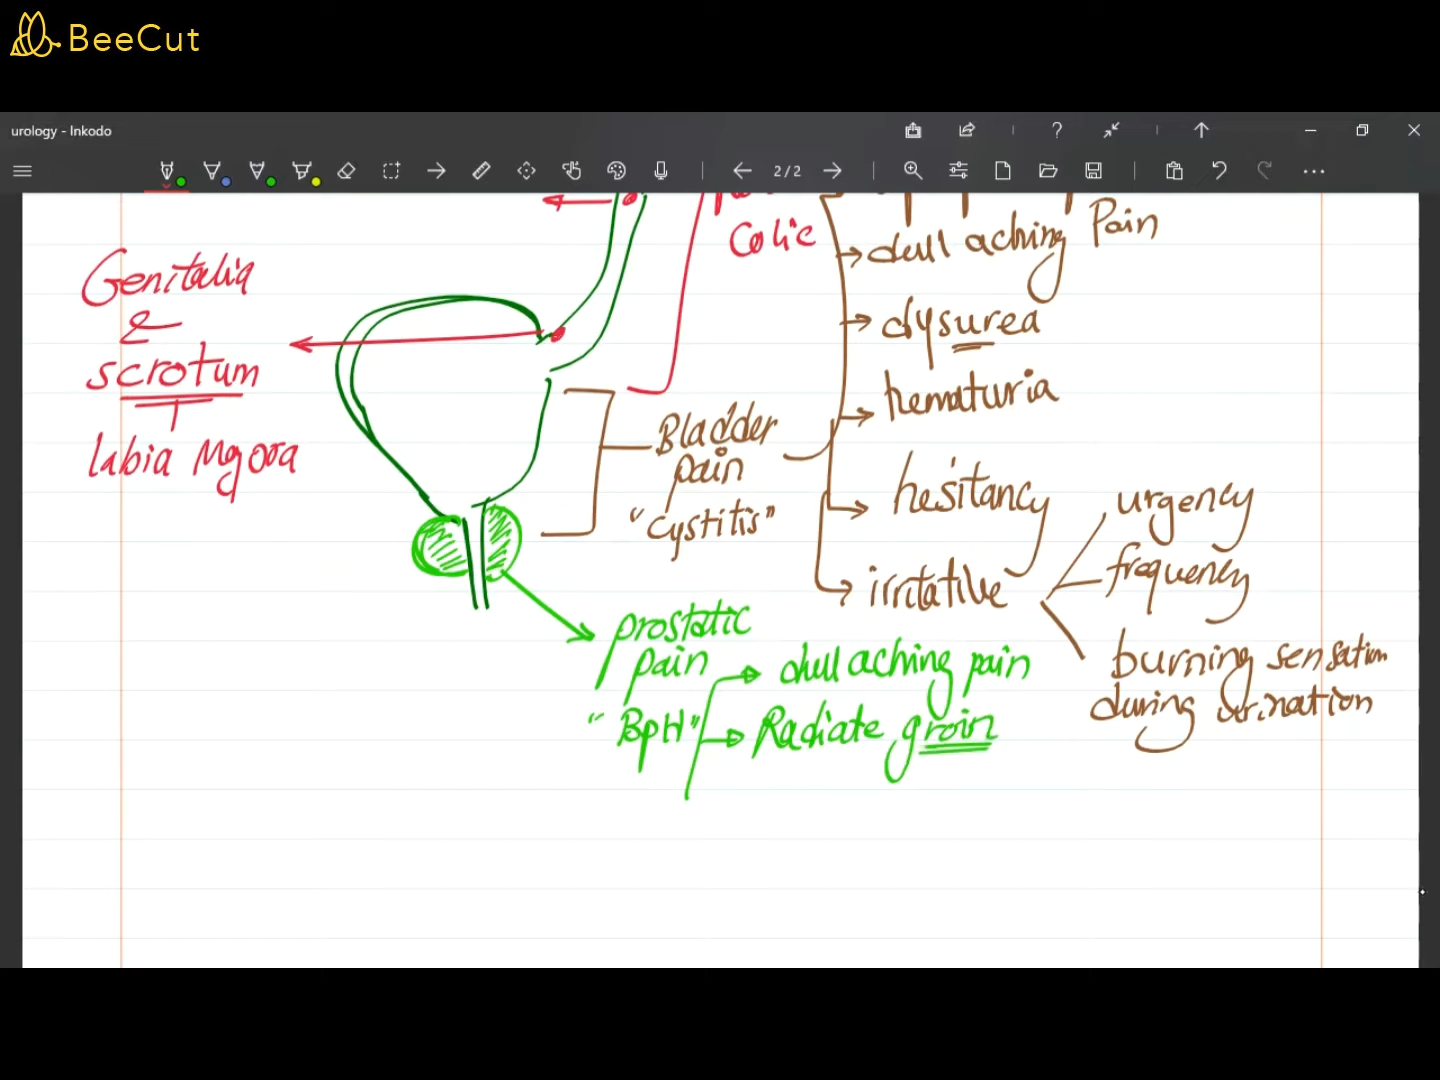 BeeCut
urology - Inkodo
2/2
Colic
Pain
dull aching
Genitalia
&
scrotum
labia Mgora
dysurea
hematuria
Bladder
pain
"Cystitis"
hesitancy
irritative
urgency
frequency
burning sensation
during urination
prostatic
pain
"BpH"
dull aching pain
Radiate groin